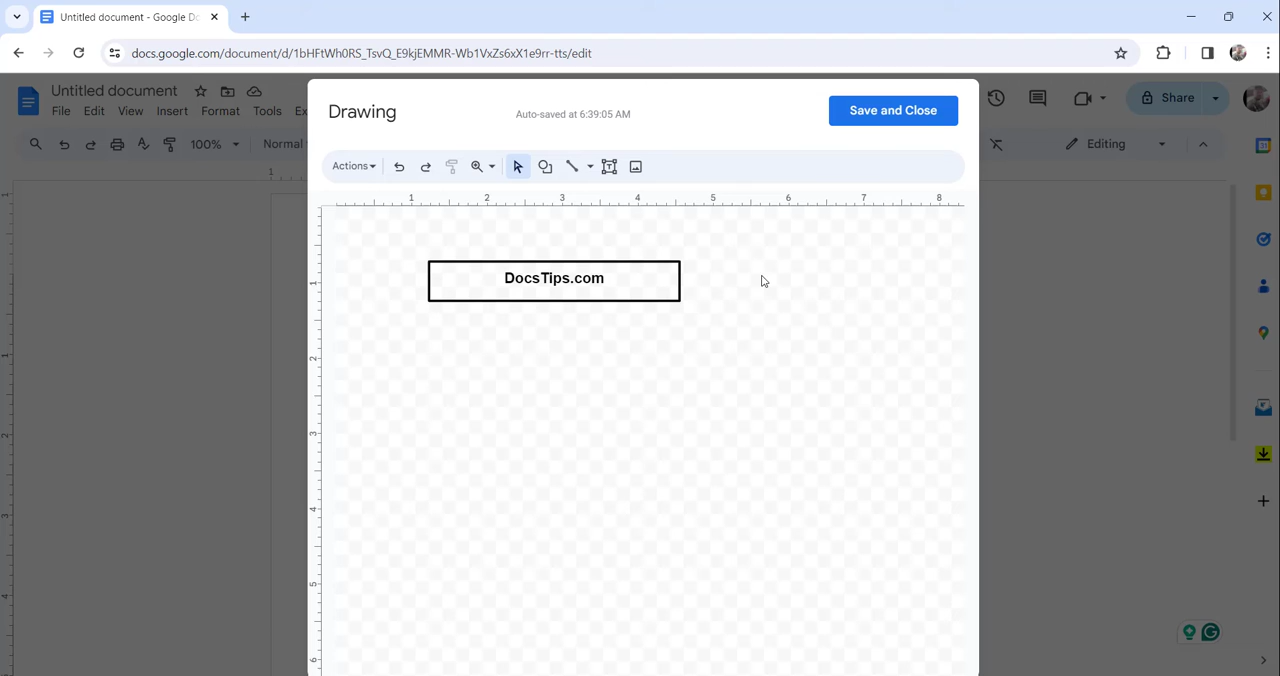 Untitled document - Google Do
docs.google.com/document/d/1bHFtWh0RS_TsvQ_E9kjEMMR-Wb1VxZs6xX1e9rr-tts/edit
Untitled document
File Edit View Insert Format Tools Ex
Share
100% Normal
Editing
Drawing
Auto-saved at 6:39:05 AM
Save and Close
Actions
1 2 3 4 5 6 7 8
DocsTips.com
1
2
3
4
5
6